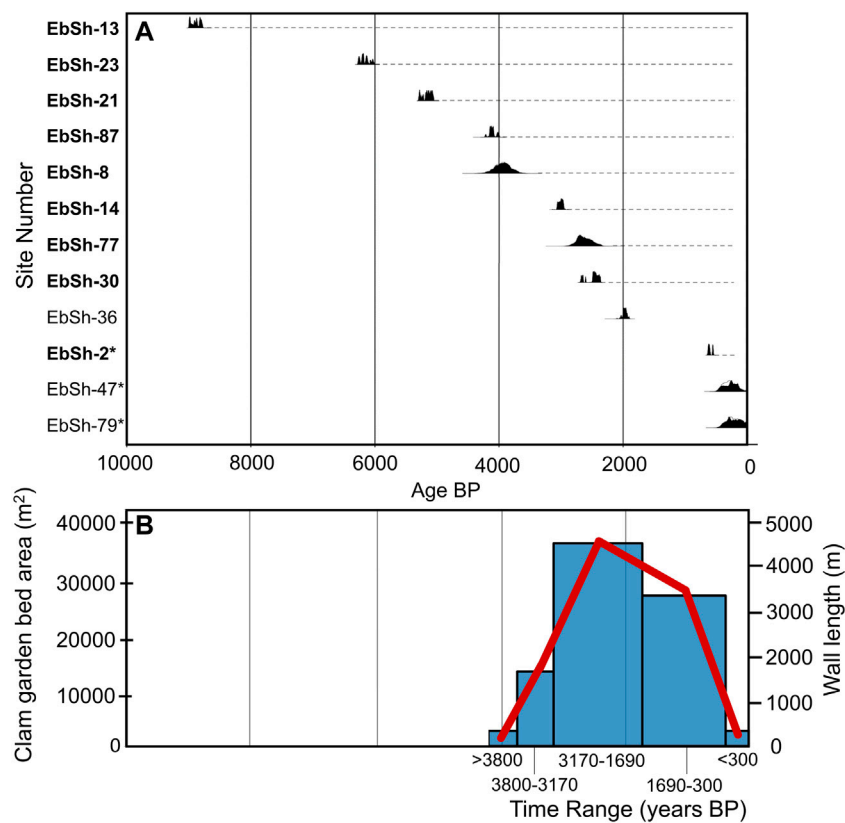 A
EbSh-13
EbSh-23
EbSh-21
EbSh-87
EbSh-8
EbSh-14
EbSh-77
EbSh-30
EbSh-36
EbSh-2*
EbSh-47*
EbSh-79*
Site Number
10000 8000 6000 4000 2000 0
Age BP
B
Clam garden bed area (m²)
40000
30000
20000
10000
0
5000
4000
3000
2000
1000
0
Wall length (m)
>3800 3170-1690 <300
3800-3170 1690-300
Time Range (years BP)